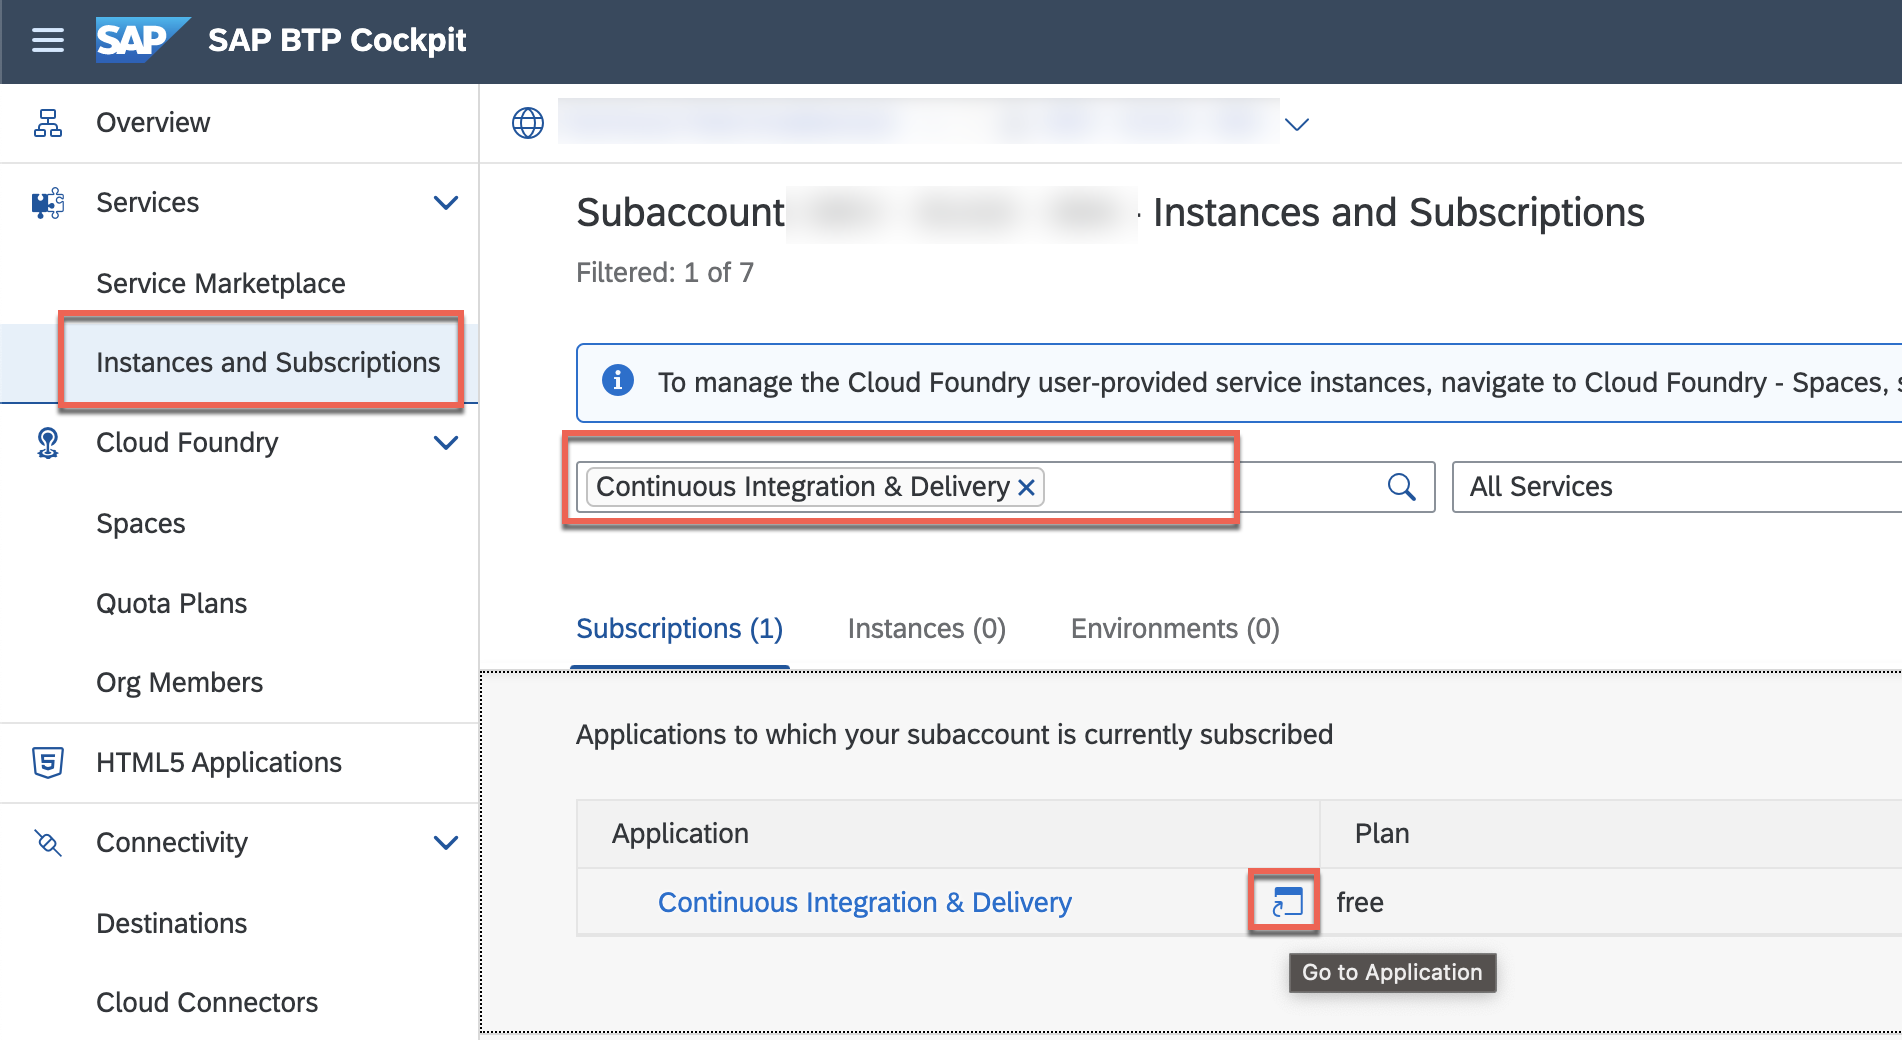 SAP SAP BTP Cockpit
Overview
Services
Service Marketplace
Instances and Subscriptions
Cloud Foundry
Spaces
Quota Plans
Org Members
HTML5 Applications
Connectivity
Destinations
Cloud Connectors
Subaccount - Instances and Subscriptions
Filtered: 1 of 7
To manage the Cloud Foundry user-provided service instances, navigate to Cloud Foundry - Spaces,
Continuous Integration & Delivery
All Services
Subscriptions (1) Instances (0) Environments (0)
Applications to which your subaccount is currently subscribed
Application Plan
Continuous Integration & Delivery free
Go to Application